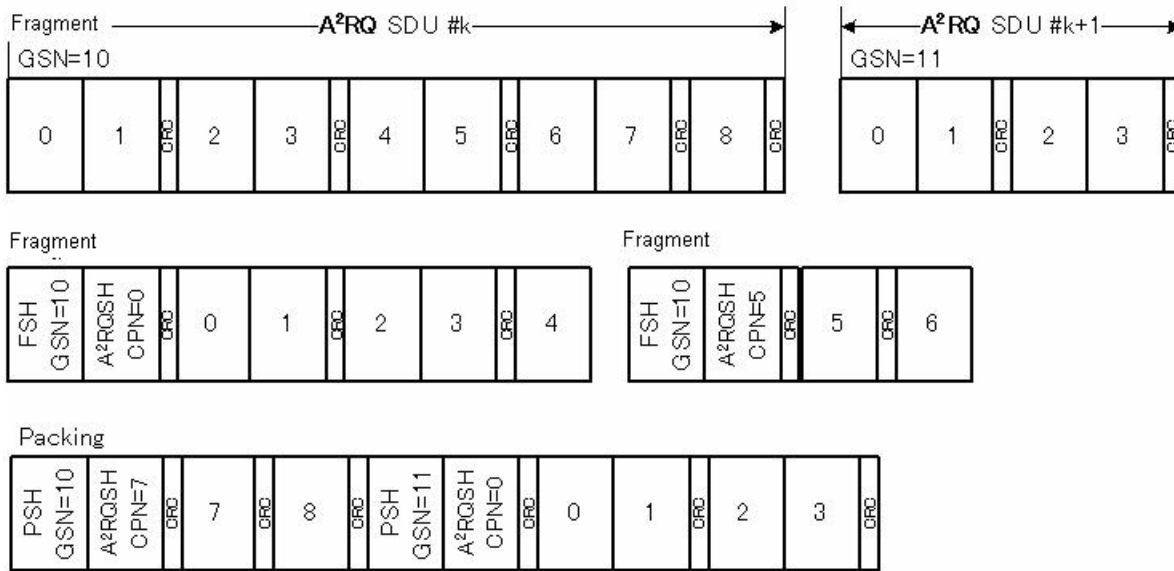 Fragment
A²RQ SDU #k
A²RQ SDU #k+1
GSN=10
GSN=11
0 1 CRC 2 3 CRC 4 5 CRC 6 7 CRC 8 CRC
0 1 CRC 2 3 CRC
Fragment
Fragment
FSH GSN=10 A²RQSH CPN=0 CRC 0 1 CRC 2 3 CRC 4
FSH GSN=10 A²RQSH CPN=5 CRC 5 CRC 6
Packing
PSH GSN=10 A²RQSH CPN=7 CRC 7 CRC 8 CRC PSH GSN=11 A²RQSH CPN=0 CRC 0 1 CRC 2 3 CRC